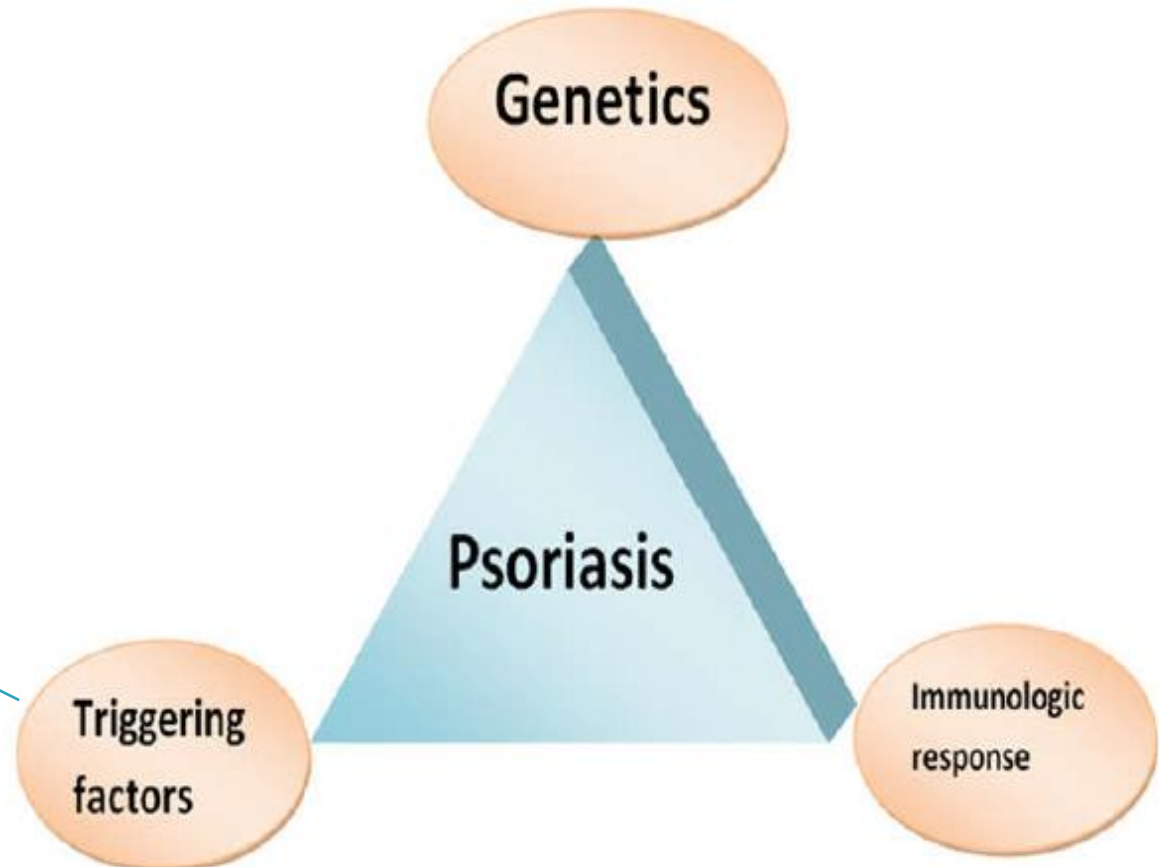 Genetics
Psoriasis
Triggering
factors
Immunologic
response